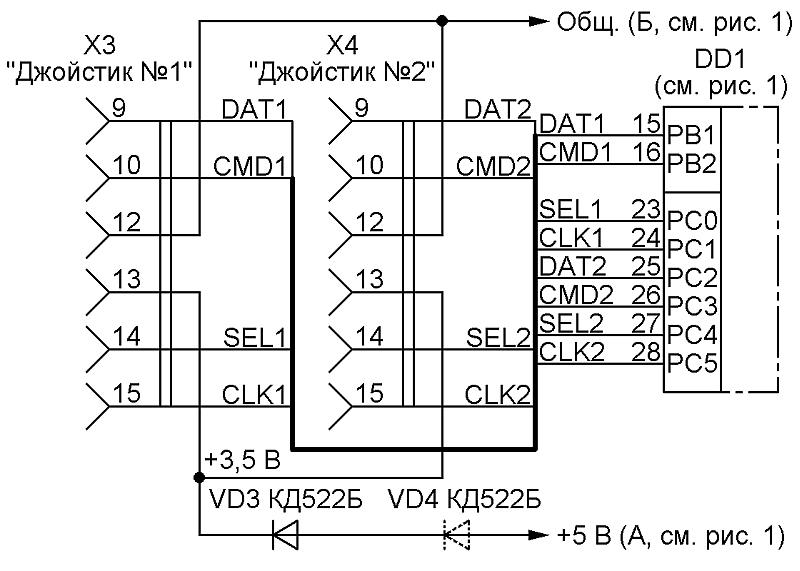 Общ. (Б, см. рис. 1)
X3
"Джойстик №1"
X4
"Джойстик №2"
DD1
(см. рис. 1)
9 DAT1
10 CMD1
12
13
14 SEL1
15 CLK1
9 DAT2
10 CMD2
12
13
14 SEL2
15 CLK2
DAT1 15 PB1
CMD1 16 PB2
SEL1 23 PC0
CLK1 24 PC1
DAT2 25 PC2
CMD2 26 PC3
SEL2 27 PC4
CLK2 28 PC5
+3,5 В
VD3 КД522Б
VD4 КД522Б
+5 В (А, см. рис. 1)